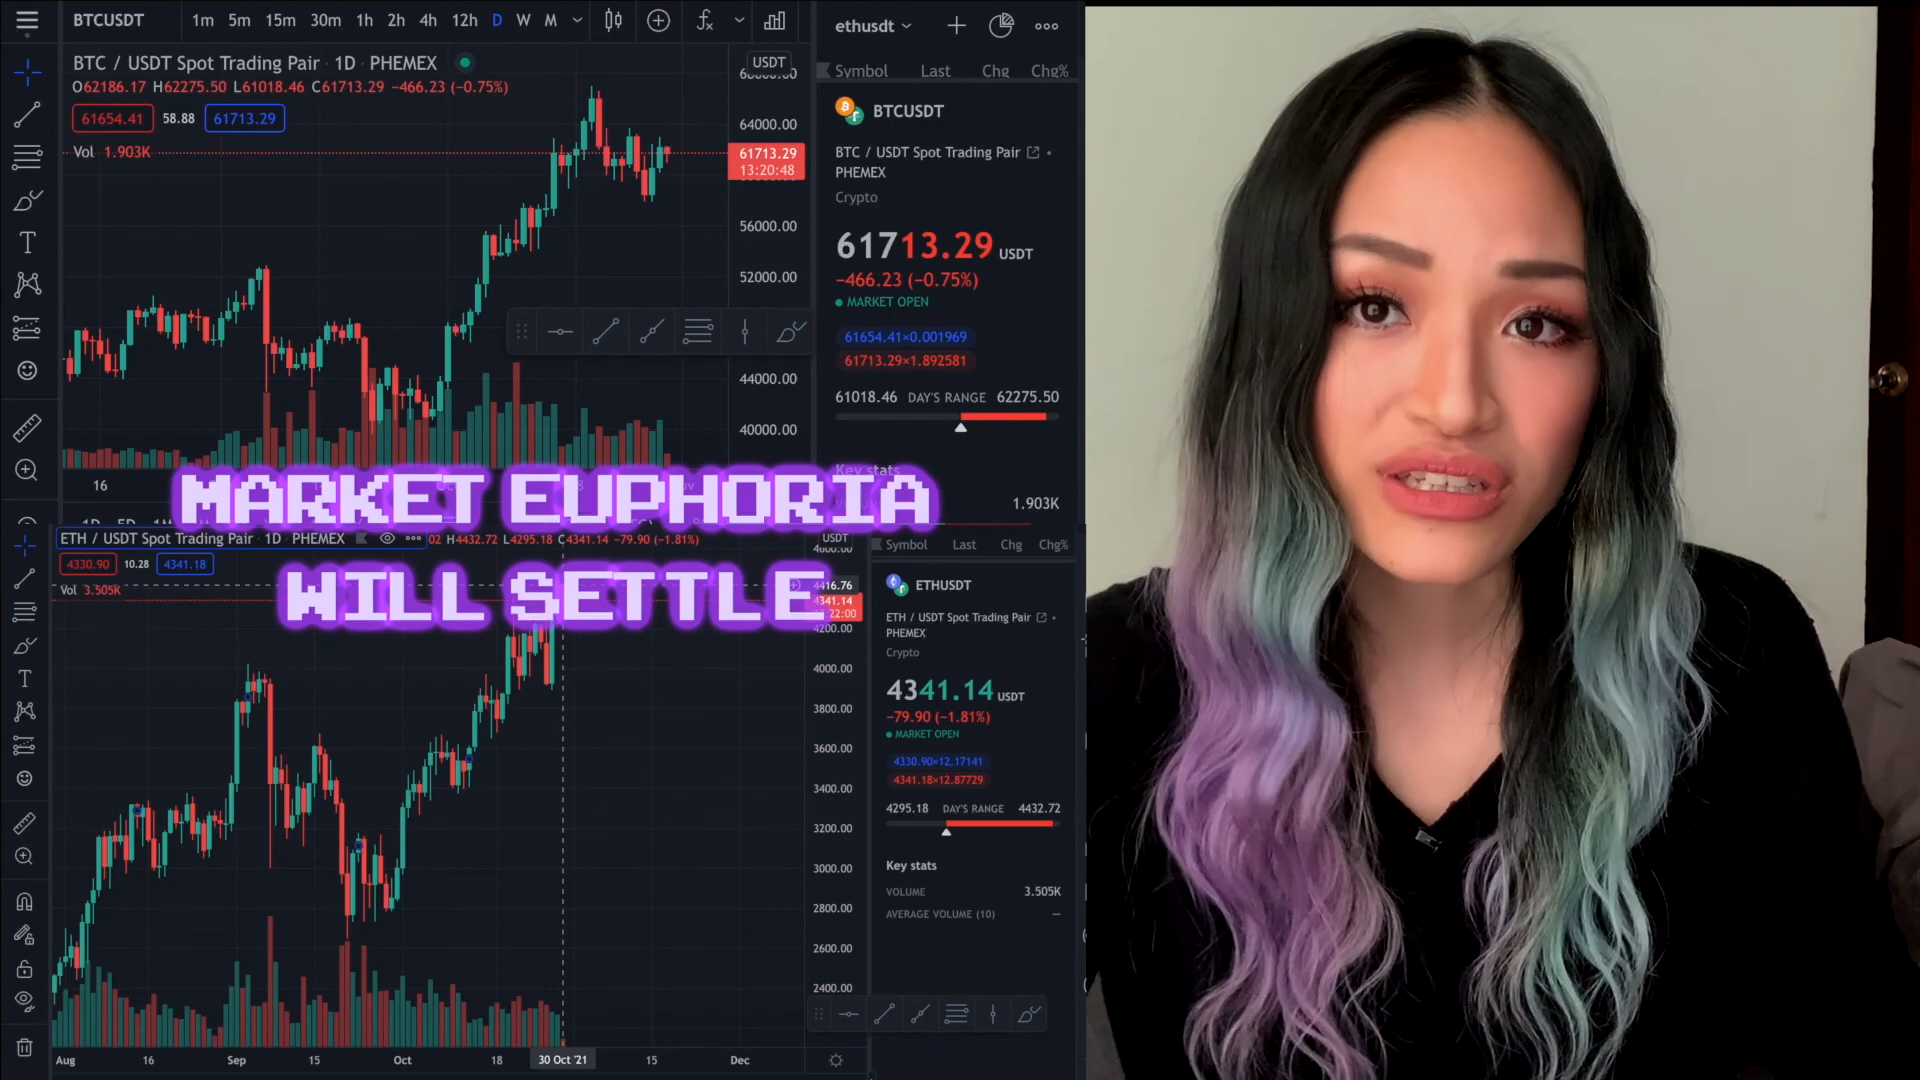 BTCUSDT
1m 5m 15m 30m 1h 2h 4h 12h D W M
BTC / USDT Spot Trading Pair · 1D · PHEMEX
USDT
O62186.17 H62275.50 L61018.46 C61713.29 −466.23 (−0.75%)
61654.41 58.88 61713.29
Vol 1.903K
64000.00
61713.29
13:20:48
56000.00
52000.00
44000.00
40000.00
16
ethusdt
Symbol Last Chg Chg%
BTCUSDT
BTC / USDT Spot Trading Pair
PHEMEX
Crypto
61713.29 USDT
−466.23 (−0.75%)
MARKET OPEN
61654.41×0.001969
61713.29×1.892581
61018.46 DAY'S RANGE 62275.50
Key stats
1.903K
MARKET EUPHORIA
WILL SETTLE
ETH / USDT Spot Trading Pair · 1D · PHEMEX
02 H4432.72 L4295.18 C4341.14 −79.90 (−1.81%)
USDT
4330.90 10.28 4341.18
Vol 3.505K
4600.00
4416.76
4341.14
22:00
4200.00
4000.00
3800.00
3600.00
3400.00
3200.00
3000.00
2800.00
2600.00
2400.00
Aug 16 Sep 15 Oct 18 30 Oct '21 15 Dec
Symbol Last Chg Chg%
ETHUSDT
ETH / USDT Spot Trading Pair
PHEMEX
Crypto
4341.14 USDT
−79.90 (−1.81%)
MARKET OPEN
4330.90×12.17141
4341.18×12.87729
4295.18 DAY'S RANGE 4432.72
Key stats
VOLUME 3.505K
AVERAGE VOLUME (10) —